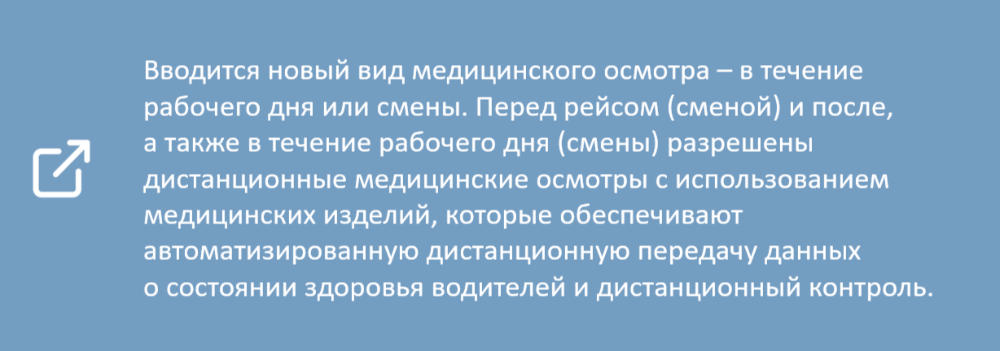 Вводится новый вид медицинского осмотра – в течение
рабочего дня или смены. Перед рейсом (сменой) и после,
а также в течение рабочего дня (смены) разрешены
дистанционные медицинские осмотры с использованием
медицинских изделий, которые обеспечивают
автоматизированную дистанционную передачу данных
о состоянии здоровья водителей и дистанционный контроль.